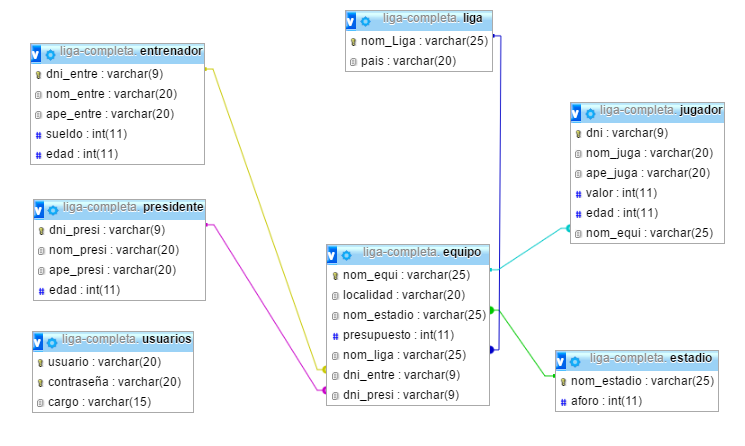 liga-completa. liga
nom_Liga : varchar(25)
pais : varchar(20)
liga-completa. entrenador
dni_entre : varchar(9)
nom_entre : varchar(20)
ape_entre : varchar(20)
# sueldo : int(11)
# edad : int(11)
liga-completa. jugador
dni : varchar(9)
nom_juga : varchar(20)
ape_juga : varchar(20)
# valor : int(11)
# edad : int(11)
nom_equi : varchar(25)
liga-completa. presidente
dni_presi : varchar(9)
nom_presi : varchar(20)
ape_presi : varchar(20)
# edad : int(11)
liga-completa. equipo
nom_equi : varchar(25)
localidad : varchar(20)
nom_estadio : varchar(25)
# presupuesto : int(11)
nom_liga : varchar(25)
dni_entre : varchar(9)
dni_presi : varchar(9)
liga-completa. usuarios
usuario : varchar(20)
contraseña : varchar(20)
cargo : varchar(15)
liga-completa. estadio
nom_estadio : varchar(25)
# aforo : int(11)